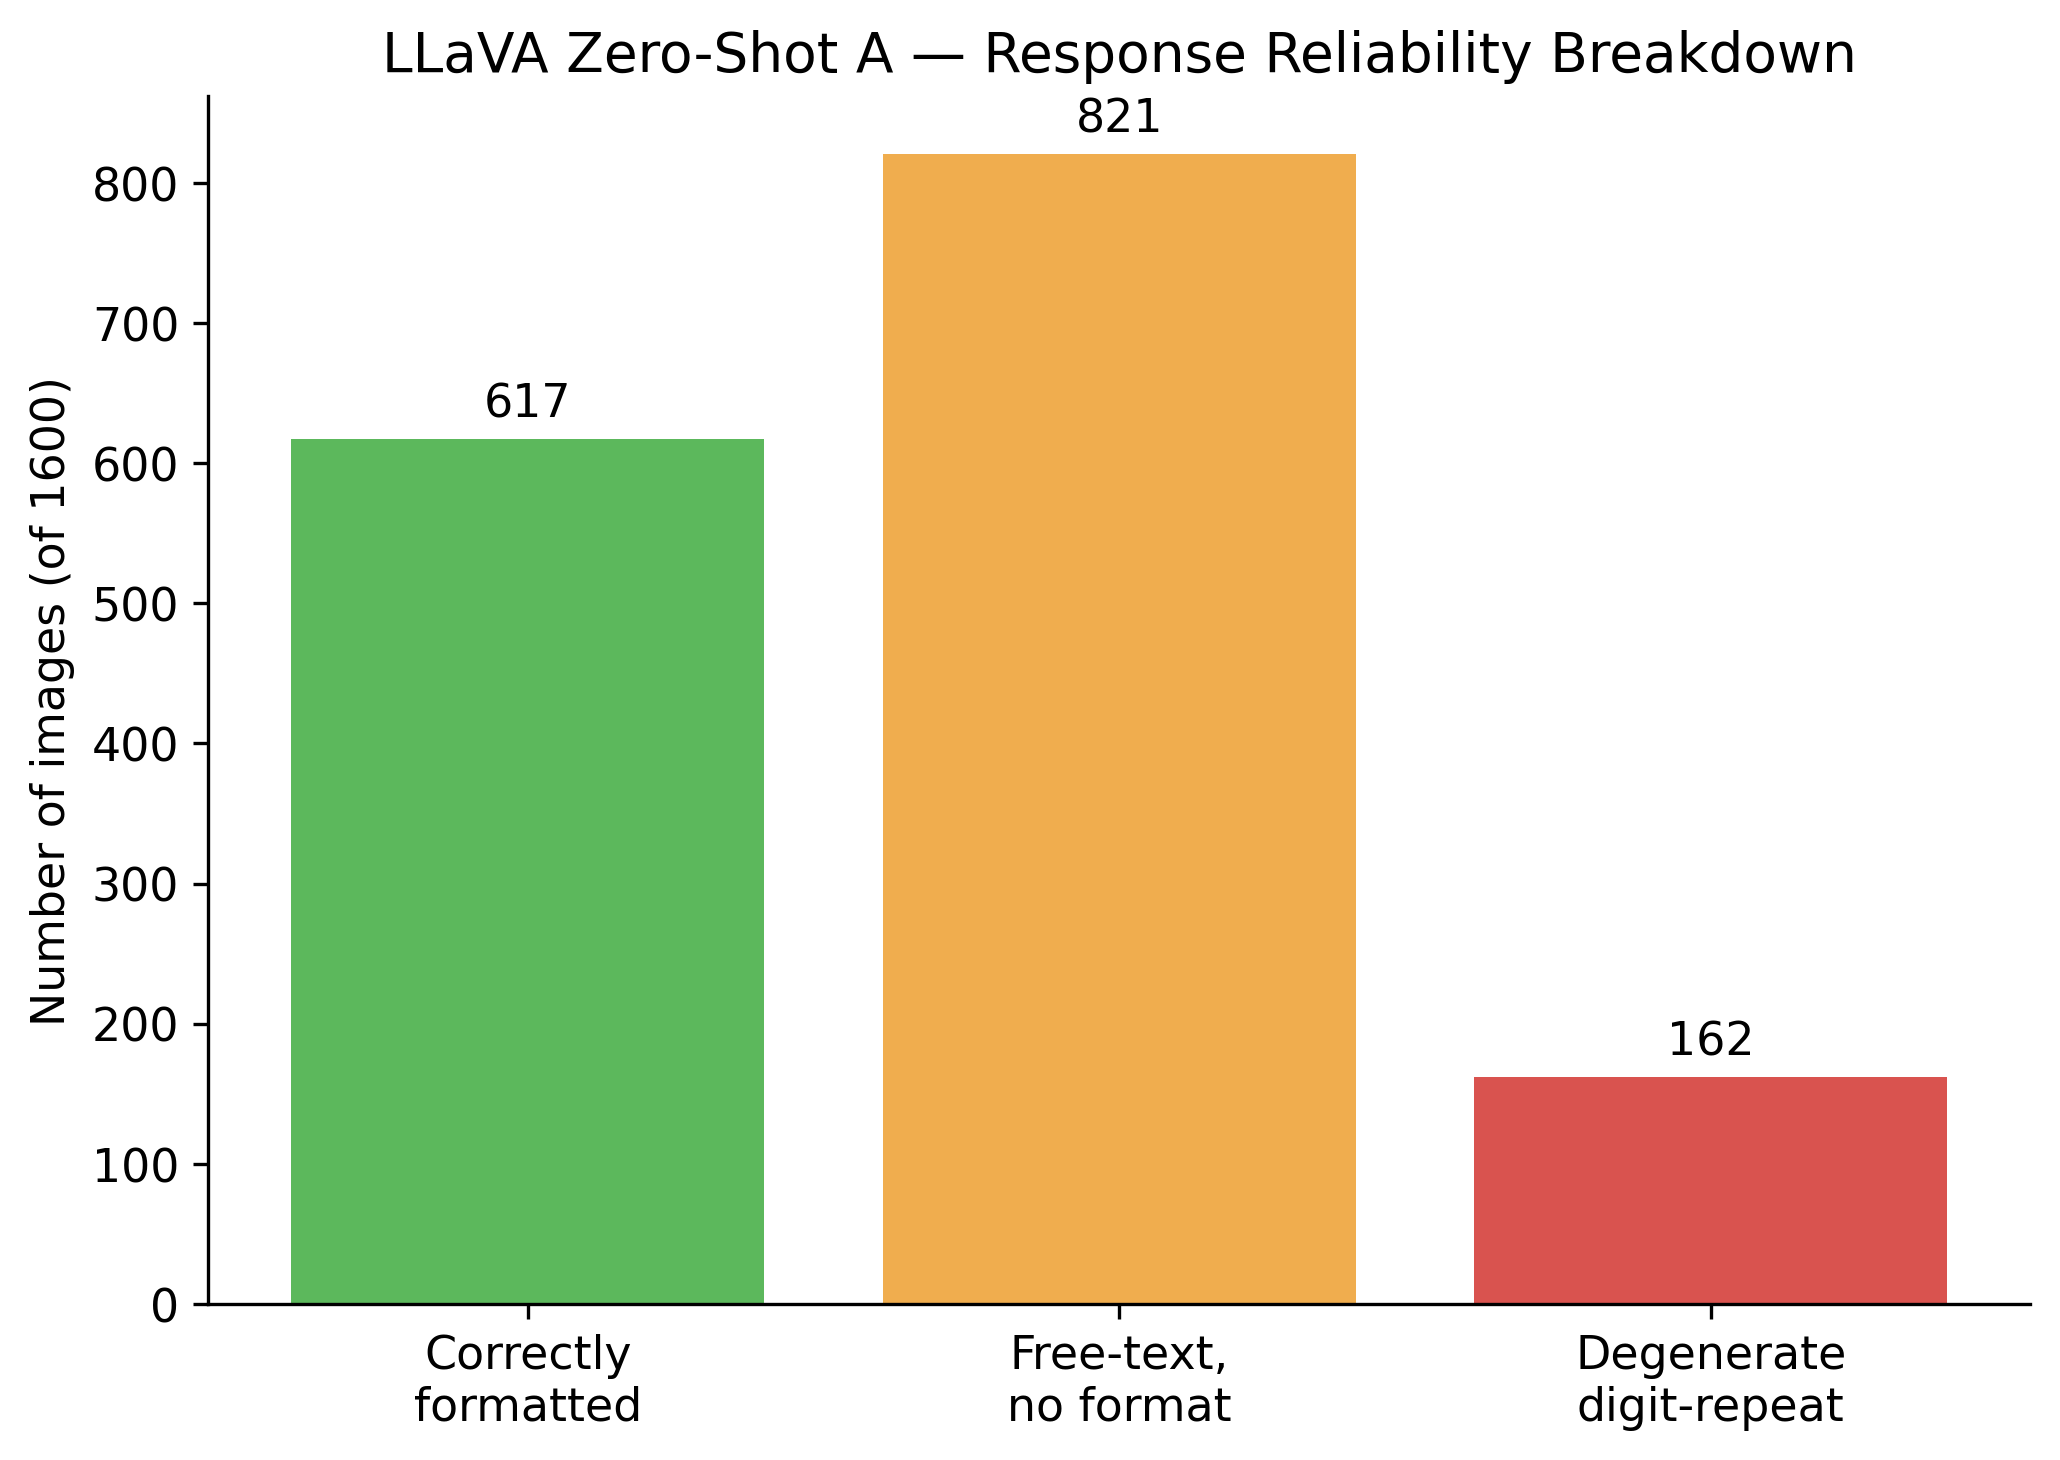 LLaVA Zero-Shot A — Response Reliability Breakdown
Number of images (of 1600)
800
700
600
500
400
300
200
100
0
617
821
162
Correctly
formatted
Free-text,
no format
Degenerate
digit-repeat